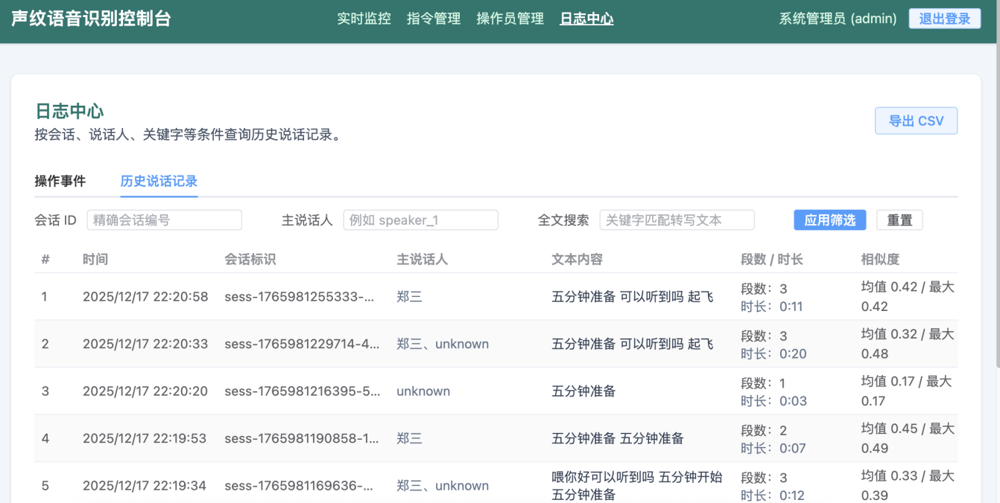 声纹语音识别控制台 实时监控 指令管理 操作员管理 日志中心 系统管理员 (admin) 退出登录
日志中心
按会话、说话人、关键字等条件查询历史说话记录。
导出 CSV
操作事件 历史说话记录
会话 ID 精确会话编号 主说话人 例如 speaker_1 全文搜索 关键字匹配转写文本 应用筛选 重置
# 时间 会话标识 主说话人 文本内容 段数 / 时长 相似度
1 2025/12/17 22:20:58 sess-1765981255333-... 郑三 五分钟准备 可以听到吗 起飞 段数：3 均值 0.42 / 最大
时长：0:11 0.42
2 2025/12/17 22:20:33 sess-1765981229714-4... 郑三、unknown 五分钟准备 可以听到吗 起飞 段数：3 均值 0.32 / 最大
时长：0:20 0.48
3 2025/12/17 22:20:20 sess-1765981216395-5... unknown 五分钟准备 段数：1 均值 0.17 / 最大
时长：0:03 0.17
4 2025/12/17 22:19:53 sess-1765981190858-1... 郑三 五分钟准备 五分钟准备 段数：2 均值 0.45 / 最大
时长：0:07 0.49
5 2025/12/17 22:19:34 sess-1765981169636-... 郑三、unknown 喂你好可以听到吗 五分钟开始 段数：3 均值 0.33 / 最大
五分钟准备 时长：0:12 0.39